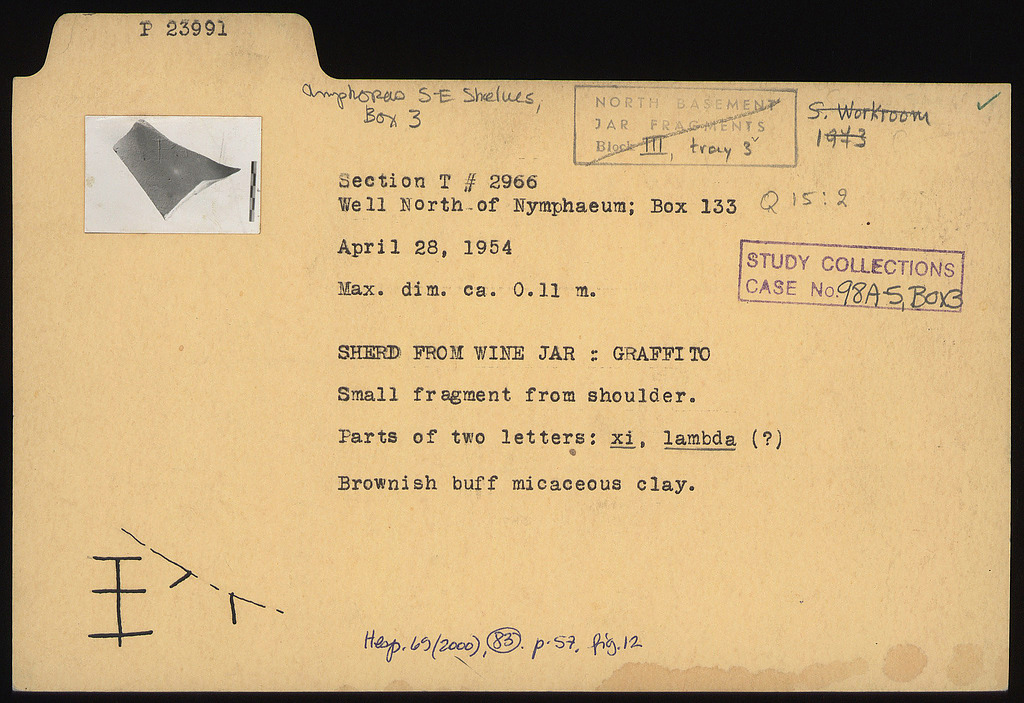 P 23991
Amphorae S-E Shelves,
Box 3
NORTH BASEMENT
JAR FRAGMENTS
Block III, tray 3
S. Workroom
1973
Section T # 2966
Well North of Nymphaeum; Box 133 Q 15:2
April 28, 1954
Max. dim. ca. 0.11 m.
STUDY COLLECTIONS
CASE No. 98A-5, Box 3
SHERD FROM WINE JAR : GRAFFITO
Small fragment from shoulder.
Parts of two letters: xi, lambda (?)
Brownish buff micaceous clay.
Hesp. 69 (2000), 83. p. 57, fig. 12